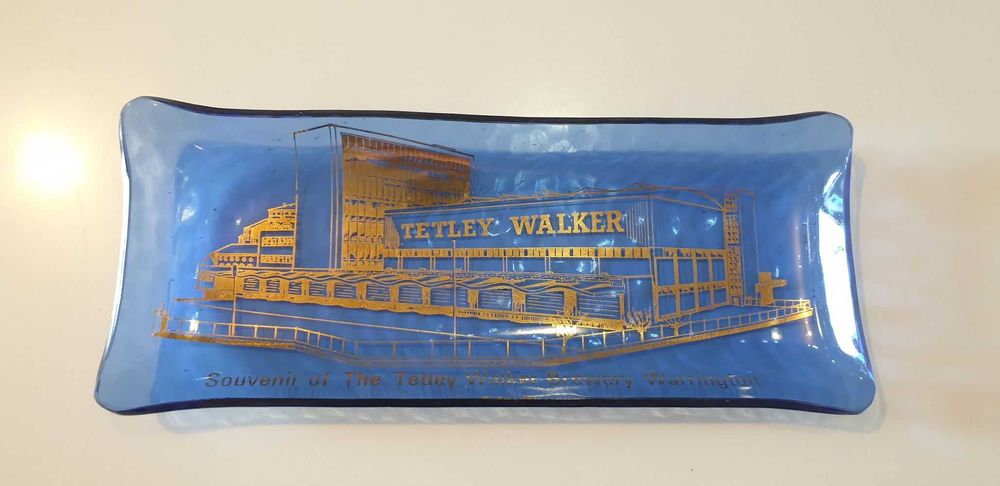 TETLEY WALKER
Souvenir of The Tetley Walker Brewery Warrington